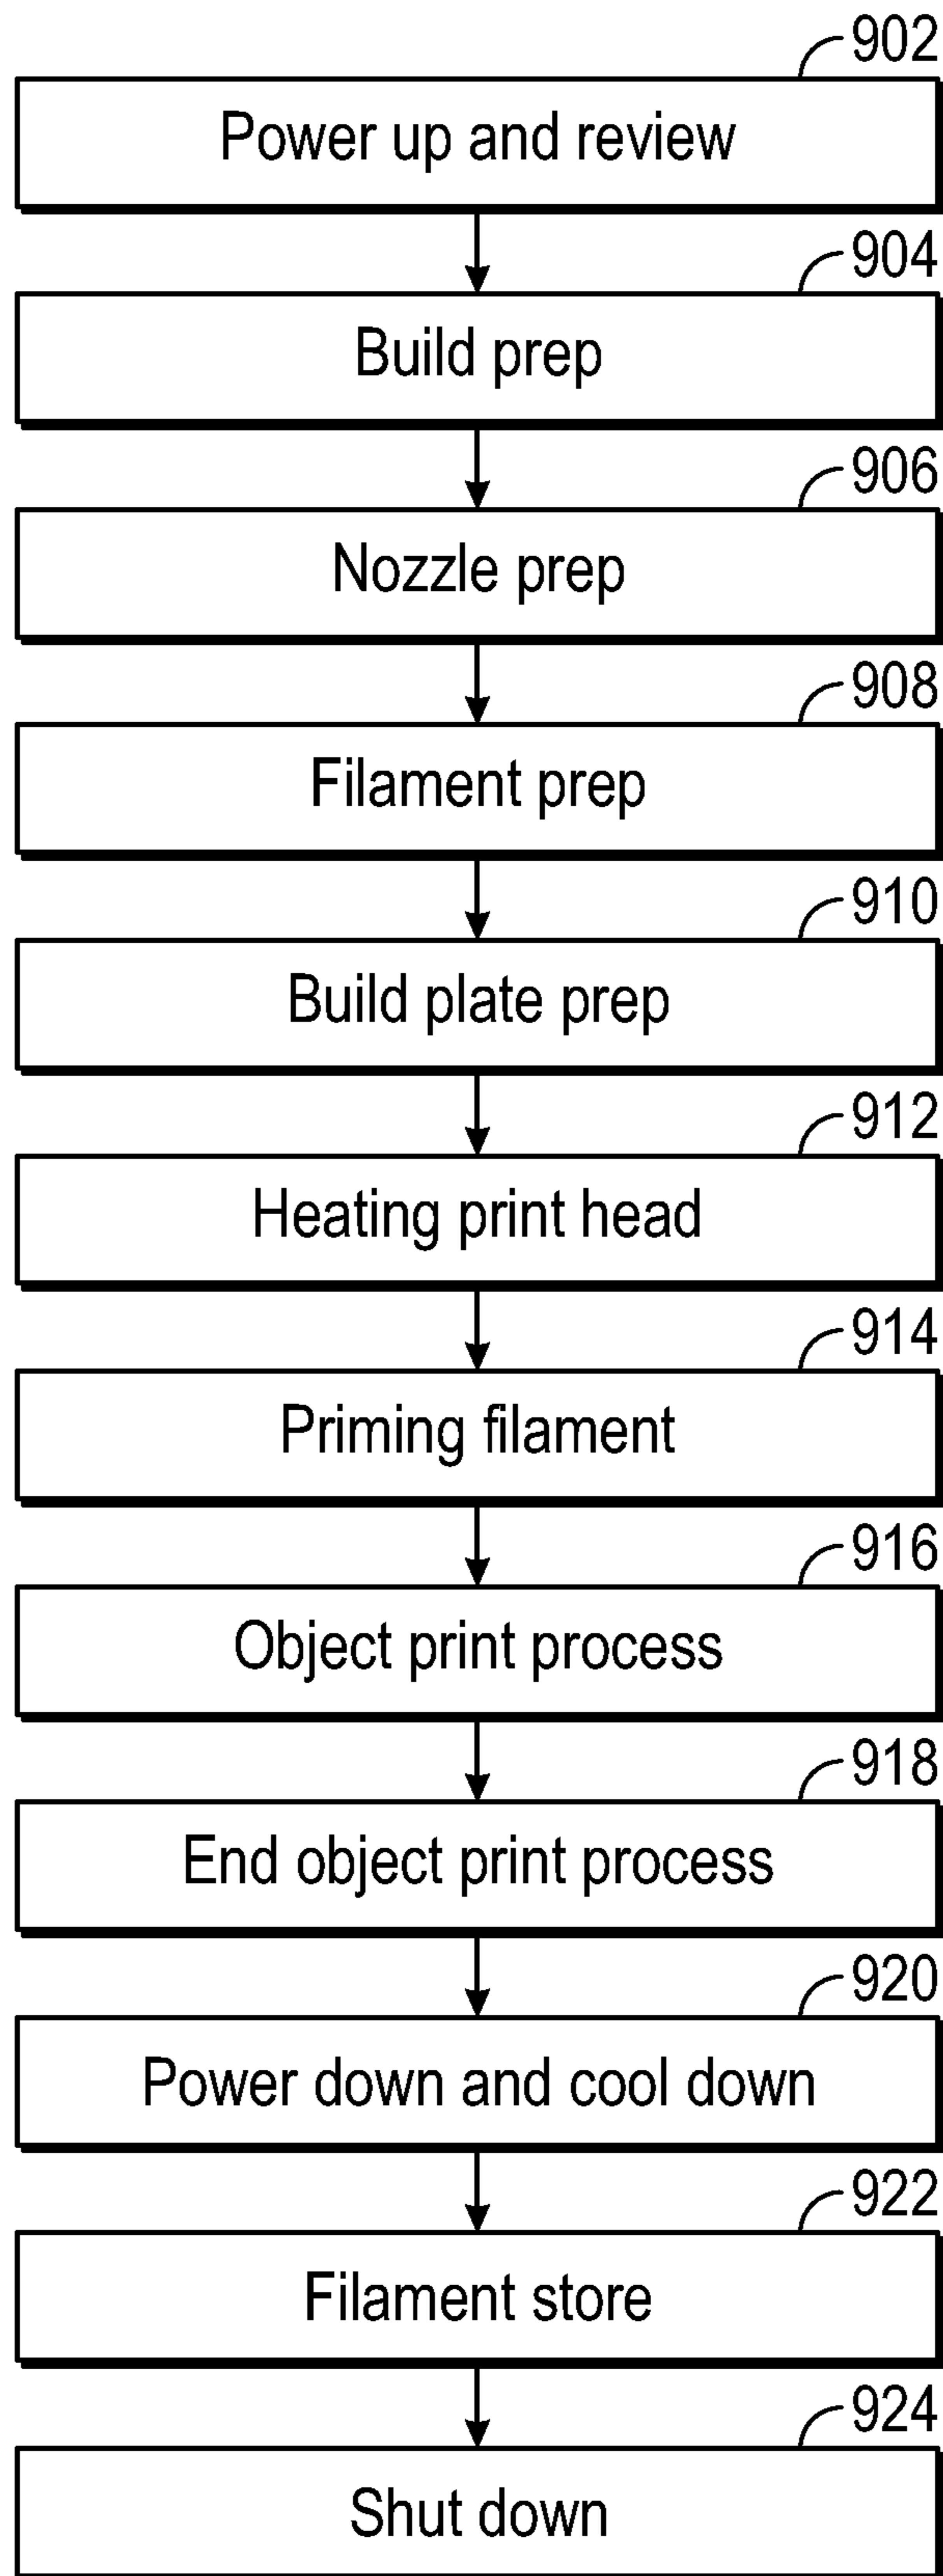 902
Power up and review
904
Build prep
906
Nozzle prep
908
Filament prep
910
Build plate prep
912
Heating print head
914
Priming filament
916
Object print process
918
End object print process
920
Power down and cool down
922
Filament store
924
Shut down